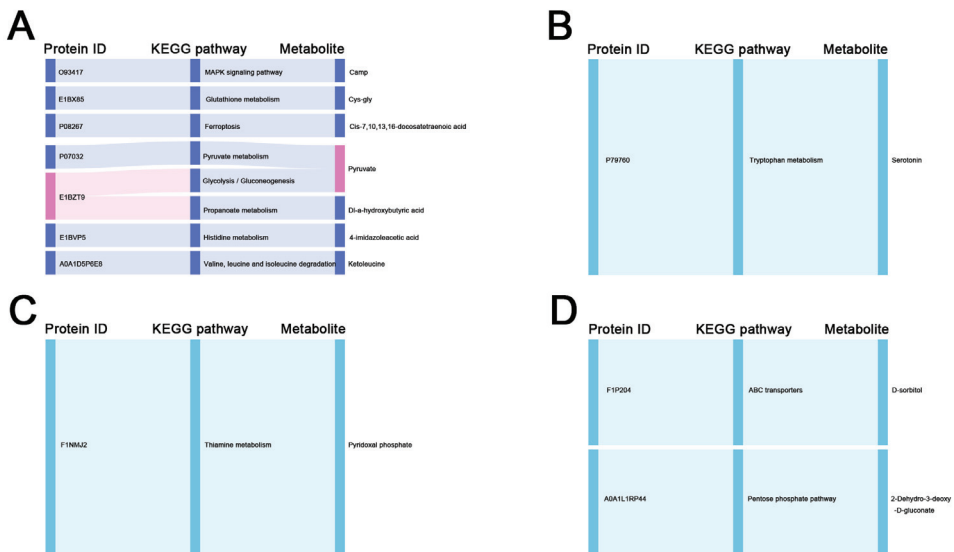 A
Protein ID KEGG pathway Metabolite
O93417 MAPK signaling pathway Camp
E1BX85 Glutathione metabolism Cys-gly
P08267 Ferroptosis Cis-7,10,13,16-docosatetraenoic acid
P07032 Pyruvate metabolism
Pyruvate
E1BZT9 Glycolysis / Gluconeogenesis
Propanoate metabolism Dl-a-hydroxybutyric acid
E1BVP5 Histidine metabolism 4-imidazoleacetic acid
A0A1D5P6E8 Valine, leucine and isoleucine degradation Ketoleucine
B
Protein ID KEGG pathway Metabolite
P79760 Tryptophan metabolism Serotonin
C
Protein ID KEGG pathway Metabolite
F1NMJ2 Thiamine metabolism Pyridoxal phosphate
D
Protein ID KEGG pathway Metabolite
F1P204 ABC transporters D-sorbitol
A0A1L1RP44 Pentose phosphate pathway 2-Dehydro-3-deoxy
-D-gluconate